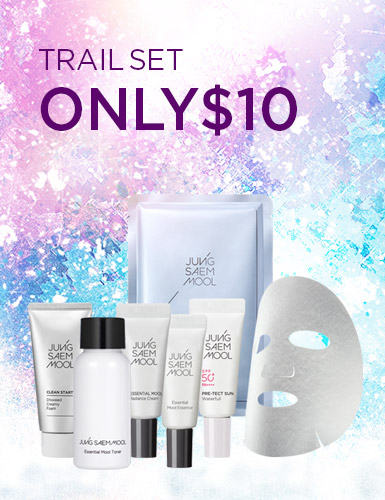 TRAIL SET
ONLY$10
JUNG
SAEM
MOOL
JUNG
SAEM
MOOL
CLEAN START
Creamy
Foam
JUNG SAEM MOOL
Essential Mool Toner
JUNG
SAEM
MOOL
ESSENTIAL MOOL
Radiance Cream
JUNG
SAEM
MOOL
Essential
Mool Essence
JUNG
SAEM
MOOL
SPF
50+
PRE-TECT SUN
Waterfull